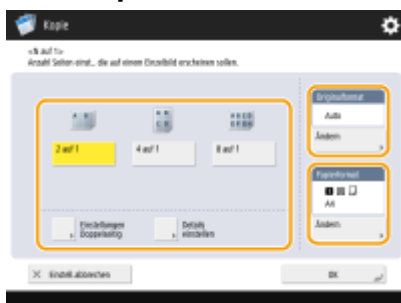 Kopie
<N auf 1>
Anzahl Seiten einst., die auf einem Einzelbild erscheinen sollen.
Originalformat
Auto
Ändern
2 auf 1
4 auf 1
8 auf 1
Papierformat
A4
Ändern
Einstellungen
Doppelseitig
Details
einstellen
Einstell.abbrechen
OK